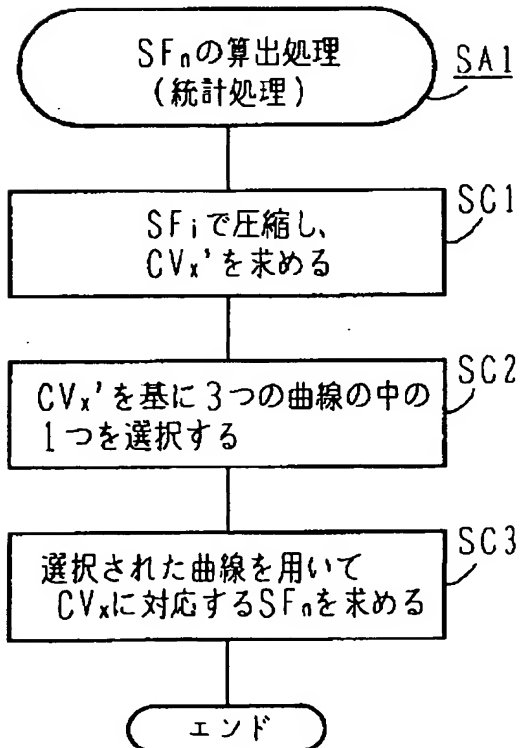 SFnの算出処理
(統計処理)
SA1
SFiで圧縮し、
CVx'を求める
SC1
CVx'を基に3つの曲線の中の
1つを選択する
SC2
選択された曲線を用いて
CVxに対応するSFnを求める
SC3
エンド